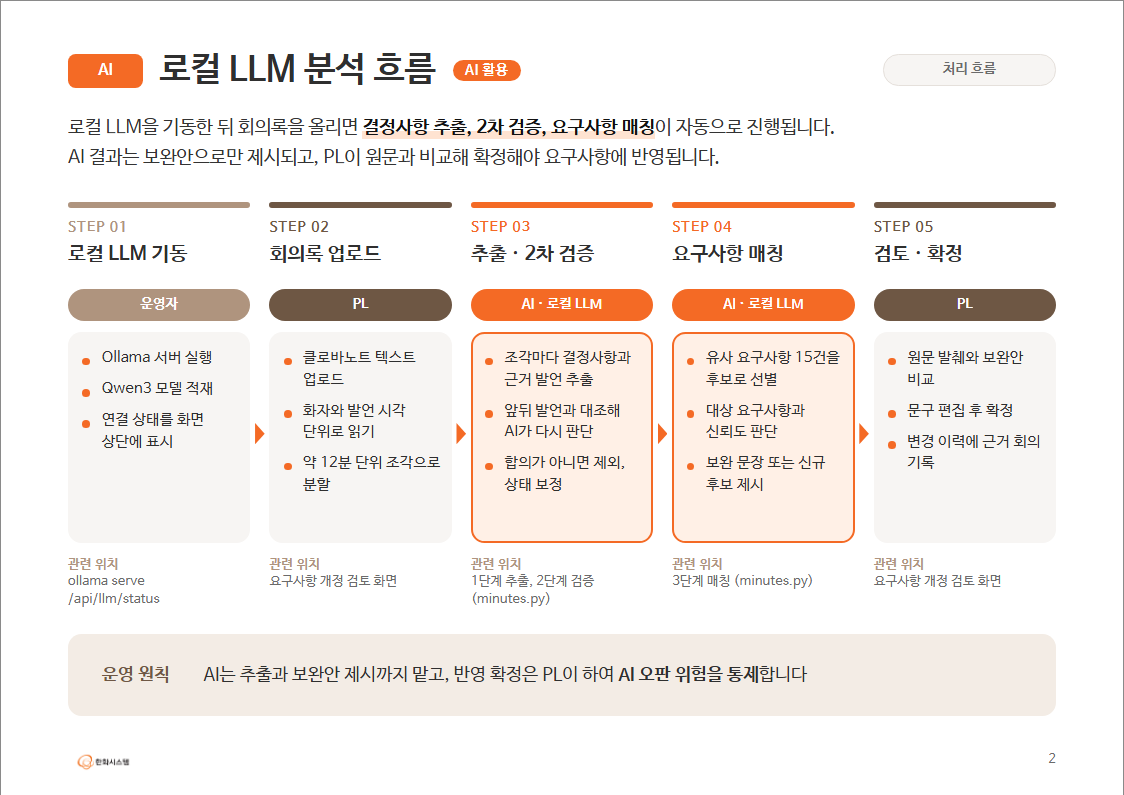 AI
로컬 LLM 분석 흐름
AI 활용
처리 흐름
로컬 LLM을 기동한 뒤 회의록을 올리면 결정사항 추출, 2차 검증, 요구사항 매칭이 자동으로 진행됩니다.
AI 결과는 보완안으로만 제시되고, PL이 원문과 비교해 확정해야 요구사항에 반영됩니다.
STEP 01
로컬 LLM 기동
운영자
Ollama 서버 실행
Qwen3 모델 적재
연결 상태를 화면
상단에 표시
관련 위치
ollama serve
/api/llm/status
STEP 02
회의록 업로드
PL
클로바노트 텍스트
업로드
화자와 발언 시각
단위로 읽기
약 12분 단위 조각으로
분할
관련 위치
요구사항 개정 검토 화면
STEP 03
추출 · 2차 검증
AI · 로컬 LLM
조각마다 결정사항과
근거 발언 추출
앞뒤 발언과 대조해
AI가 다시 판단
합의가 아니면 제외,
상태 보정
관련 위치
1단계 추출, 2단계 검증
(minutes.py)
STEP 04
요구사항 매칭
AI · 로컬 LLM
유사 요구사항 15건을
후보로 선별
대상 요구사항과
신뢰도 판단
보완 문장 또는 신규
후보 제시
관련 위치
3단계 매칭 (minutes.py)
STEP 05
검토 · 확정
PL
원문 발췌와 보완안
비교
문구 편집 후 확정
변경 이력에 근거 회의
기록
관련 위치
요구사항 개정 검토 화면
운영 원칙
AI는 추출과 보완안 제시까지 맡고, 반영 확정은 PL이 하여 AI 오판 위험을 통제합니다
한화시스템
2